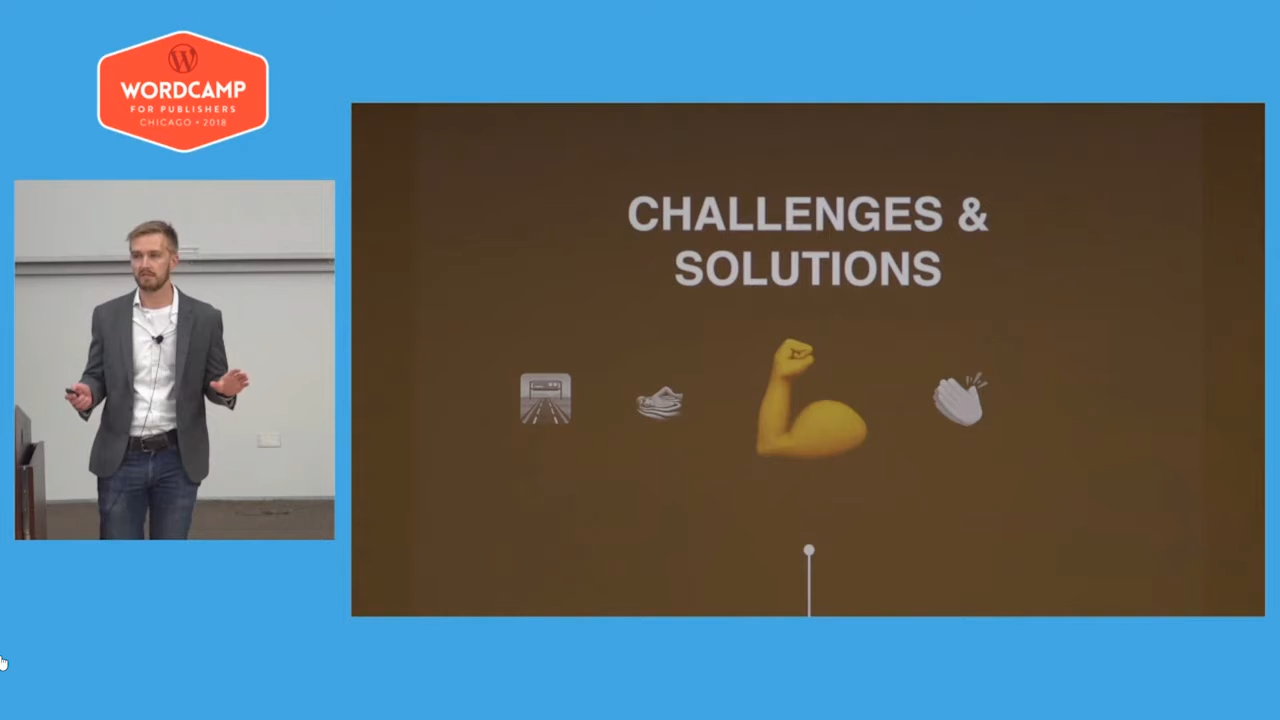 WORDCAMP
FOR PUBLISHERS
CHICAGO • 2018
CHALLENGES &
SOLUTIONS